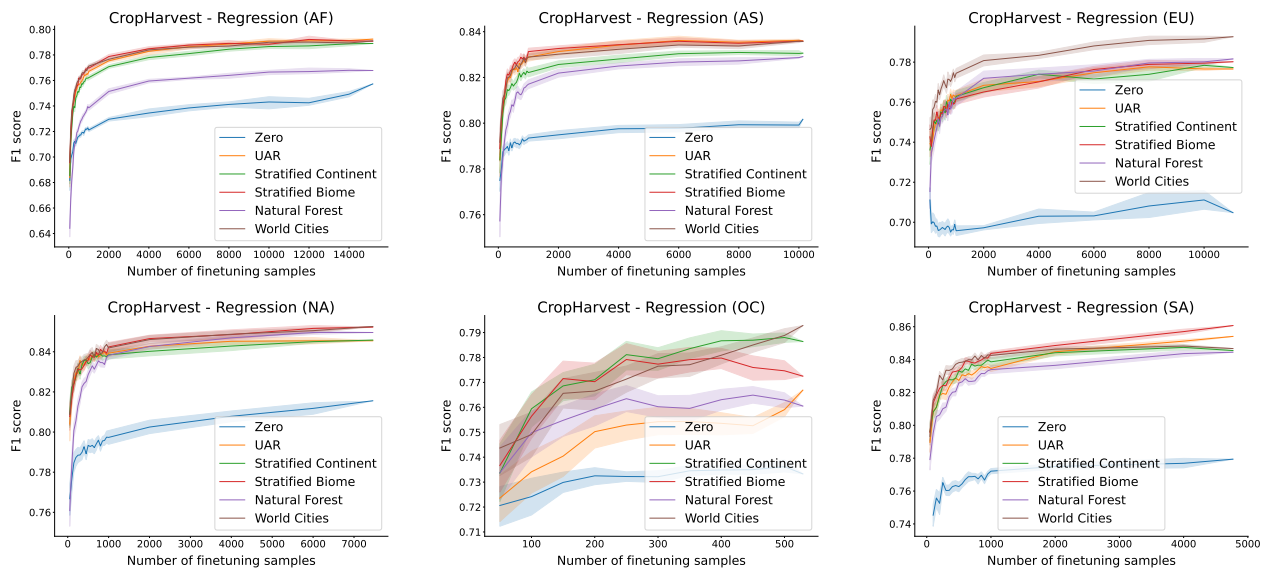 CropHarvest - Regression (AF)
F1 score
0.80
0.78
0.76
0.74
0.72
0.70
0.68
0.66
0.64
0 2000 4000 6000 8000 10000 12000 14000
Number of finetuning samples
Zero
UAR
Stratified Continent
Stratified Biome
Natural Forest
World Cities
CropHarvest - Regression (AS)
F1 score
0.84
0.82
0.80
0.78
0.76
0 2000 4000 6000 8000 10000
Number of finetuning samples
Zero
UAR
Stratified Continent
Stratified Biome
Natural Forest
World Cities
CropHarvest - Regression (EU)
F1 score
0.78
0.76
0.74
0.72
0.70
0 2000 4000 6000 8000 10000
Number of finetuning samples
Zero
UAR
Stratified Continent
Stratified Biome
Natural Forest
World Cities
CropHarvest - Regression (NA)
F1 score
0.84
0.82
0.80
0.78
0.76
0 1000 2000 3000 4000 5000 6000 7000
Number of finetuning samples
Zero
UAR
Stratified Continent
Stratified Biome
Natural Forest
World Cities
CropHarvest - Regression (OC)
F1 score
0.79
0.78
0.77
0.76
0.75
0.74
0.73
0.72
0.71
100 200 300 400 500
Number of finetuning samples
Zero
UAR
Stratified Continent
Stratified Biome
Natural Forest
World Cities
CropHarvest - Regression (SA)
F1 score
0.86
0.84
0.82
0.80
0.78
0.76
0.74
0 1000 2000 3000 4000 5000
Number of finetuning samples
Zero
UAR
Stratified Continent
Stratified Biome
Natural Forest
World Cities